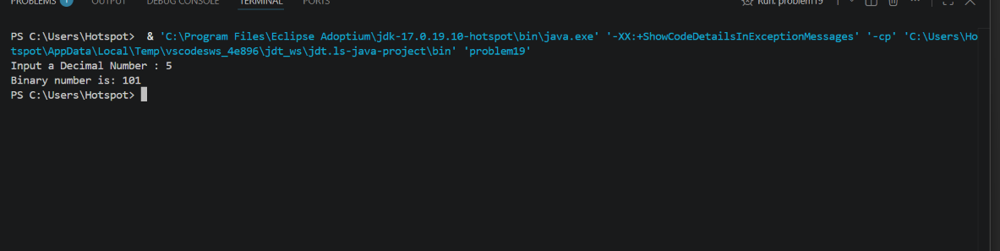 PROBLEMS 1 OUTPUT DEBUG CONSOLE TERMINAL PORTS Run: problem19
PS C:\Users\Hotspot> & 'C:\Program Files\Eclipse Adoptium\jdk-17.0.19.10-hotspot\bin\java.exe' '-XX:+ShowCodeDetailsInExceptionMessages' '-cp' 'C:\Users\Ho
tspot\AppData\Local\Temp\vscodesws_4e896\jdt_ws\jdt.ls-java-project\bin' 'problem19'
Input a Decimal Number : 5
Binary number is: 101
PS C:\Users\Hotspot>